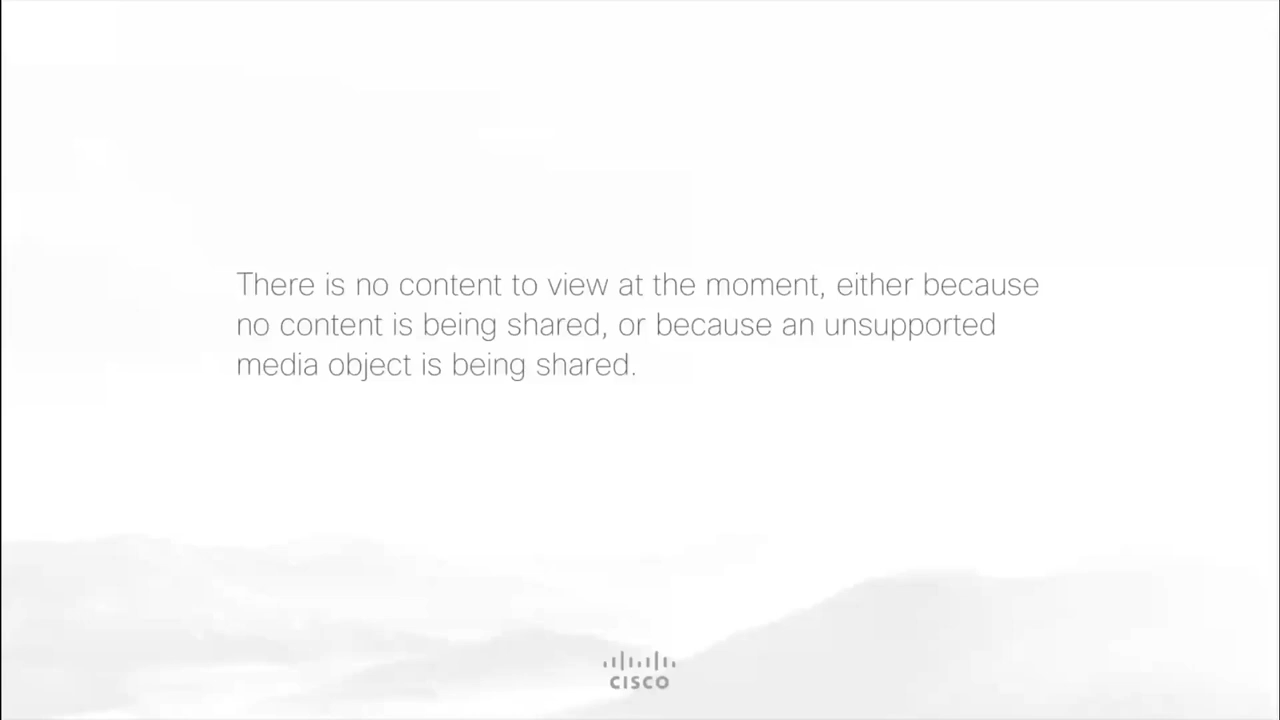 There is no content to view at the moment, either because
no content is being shared, or because an unsupported
media object is being shared.
CISCO